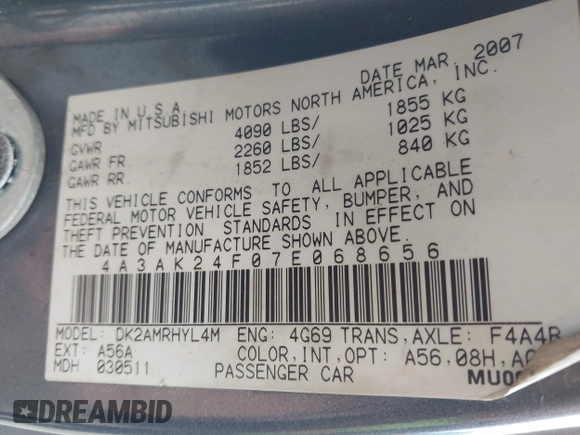 MADE IN U.S.A. DATE MAR. 2007
MFD BY MITSUBISHI MOTORS NORTH AMERICA, INC.
GVWR 4090 LBS/ 1855 KG
GAWR FR. 2260 LBS/ 1025 KG
GAWR RR. 1852 LBS/ 840 KG
THIS VEHICLE CONFORMS TO ALL APPLICABLE
FEDERAL MOTOR VEHICLE SAFETY, BUMPER, AND
THEFT PREVENTION STANDARDS IN EFFECT ON
THE DATE OF MANUFACTURE SHOWN ABOVE.
4A3AK24F07E068656
MODEL: DK2AMRHYL4M ENG: 4G69 TRANS,AXLE: F4A4B
EXT: A56A COLOR,INT,OPT: A56,08H,
MDH 030511 PASSENGER CAR
DREAMBID